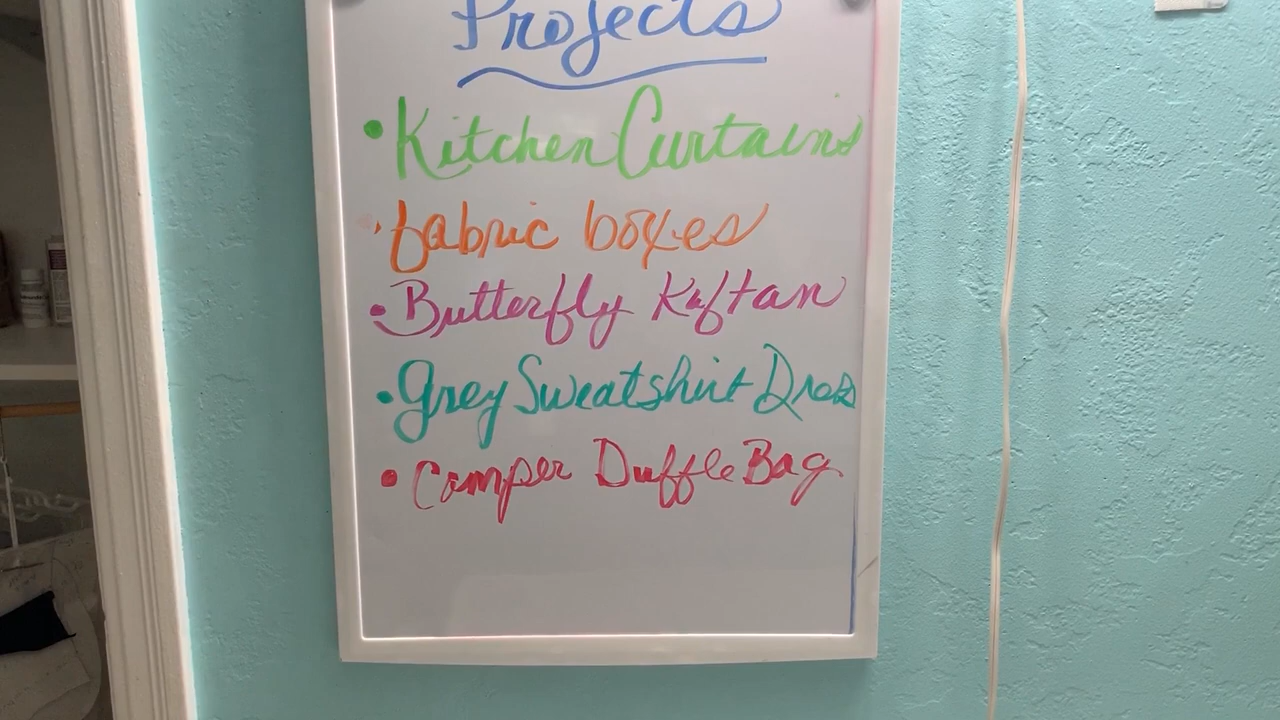 Projects
Kitchen Curtains
fabric boxes
Butterfly Kaftan
Grey Sweatshirt Dress
Camper Duffle Bag